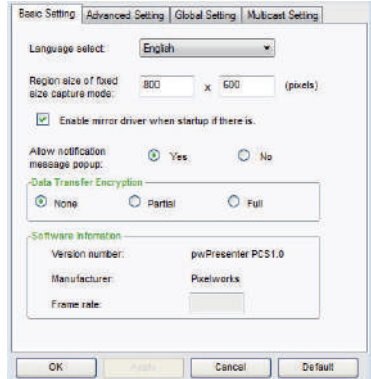 Basic Setting Advanced Setting Global Setting Multicast Setting
Language select: English
Region size of fixed
size capture mode: 800 x 600 (pixels)
Enable mirror driver when startup if there is.
Allow notification
message popup: Yes No
Data Transfer Encryption
None Partial Full
Software Infomation
Version number: pwPresenter PCS1.0
Manufacturer: Pixelworks
Frame rate:
OK Apply Cancel Default